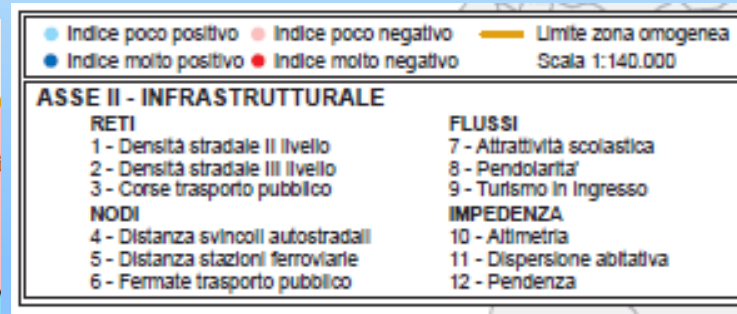 Indice poco positivo Indice poco negativo Limite zona omogenea
Indice molto positivo Indice molto negativo Scala 1:140.000
ASSE II - INFRASTRUTTURALE
RETI
1 - Densità stradale II livello
2 - Densità stradale III livello
3 - Corse trasporto pubblico
NODI
4 - Distanza svincoli autostradali
5 - Distanza stazioni ferroviarie
6 - Fermate trasporto pubblico
FLUSSI
7 - Attrattività scolastica
8 - Pendolarita'
9 - Turismo in ingresso
IMPEDENZA
10 - Altimetria
11 - Dispersione abitativa
12 - Pendenza